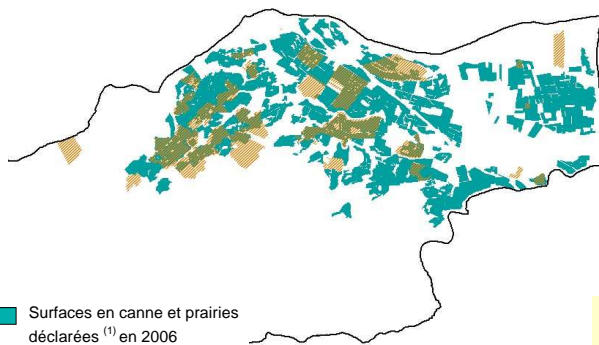 Surfaces en canne et prairies
déclarées (1) en 2006